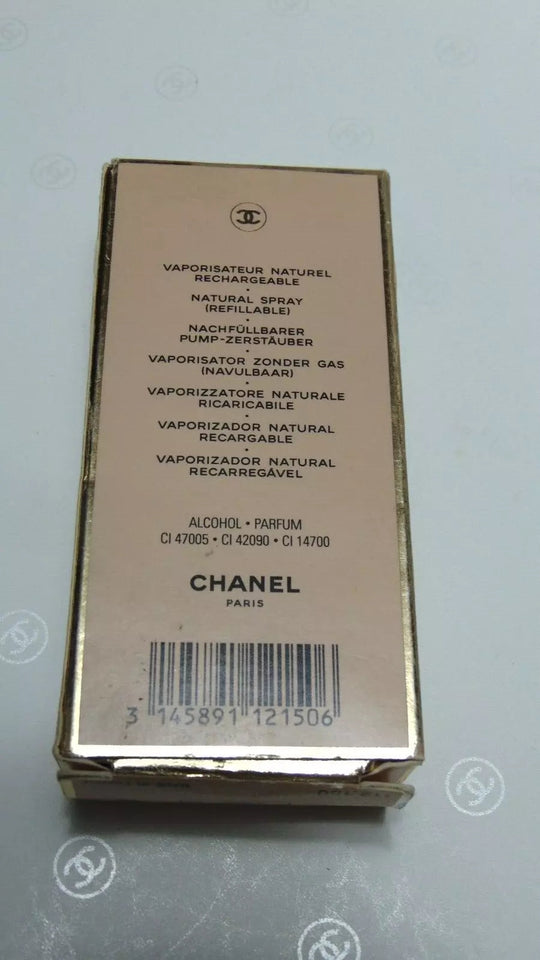 VAPORISATEUR NATUREL
RECHARGEABLE
•
NATURAL SPRAY
(REFILLABLE)
•
NACHFÜLLBARER
PUMP-ZERSTÄUBER
•
VAPORISATOR ZONDER GAS
(NAVULBAAR)
•
VAPORIZZATORE NATURALE
RICARICABILE
•
VAPORIZADOR NATURAL
RECARGABLE
•
VAPORIZADOR NATURAL
RECARREGÁVEL
ALCOHOL • PARFUM
CI 47005 • CI 42090 • CI 14700
CHANEL
PARIS
3 145891 121506